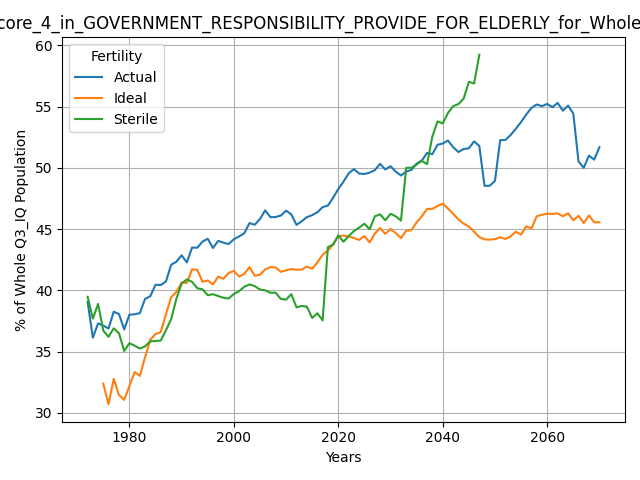 core_4_in_GOVERNMENT_RESPONSIBILITY_PROVIDE_FOR_ELDERLY_for_Whole
Fertility
Actual
Ideal
Sterile
% of Whole Q3_IQ Population
60
55
50
45
40
35
30
1980
2000
2020
2040
2060
Years